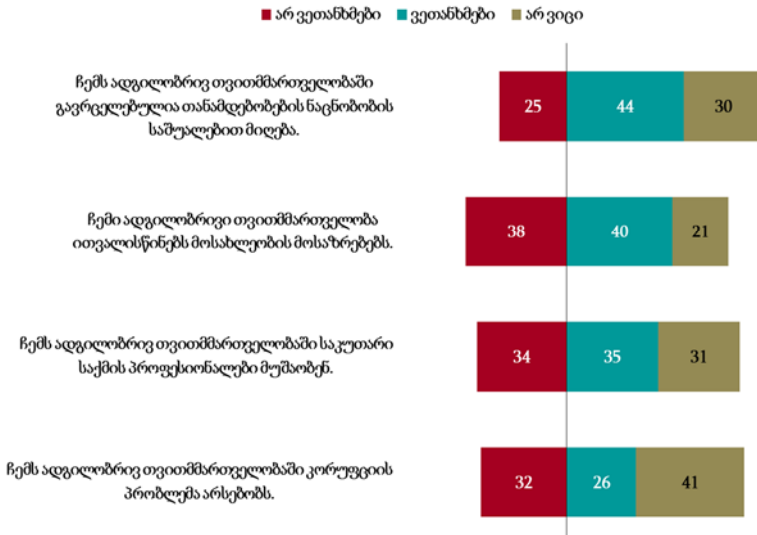 არ ვეთანხმები ვეთანხმები არ ვიცი
ჩემს ადგილობრივ თვითმმართველობაში
გავრცელებულია თანამდებობების ნაცნობობის
საშუალებით მიღება.
25 44 30
ჩემი ადგილობრივი თვითმმართველობა
ითვალისწინებს მოსახლეობის მოსაზრებებს.
38 40 21
ჩემს ადგილობრივ თვითმმართველობაში საკუთარი
საქმის პროფესიონალები მუშაობენ.
34 35 31
ჩემს ადგილობრივ თვითმმართველობაში კორუფციის
პრობლემა არსებობს.
32 26 41